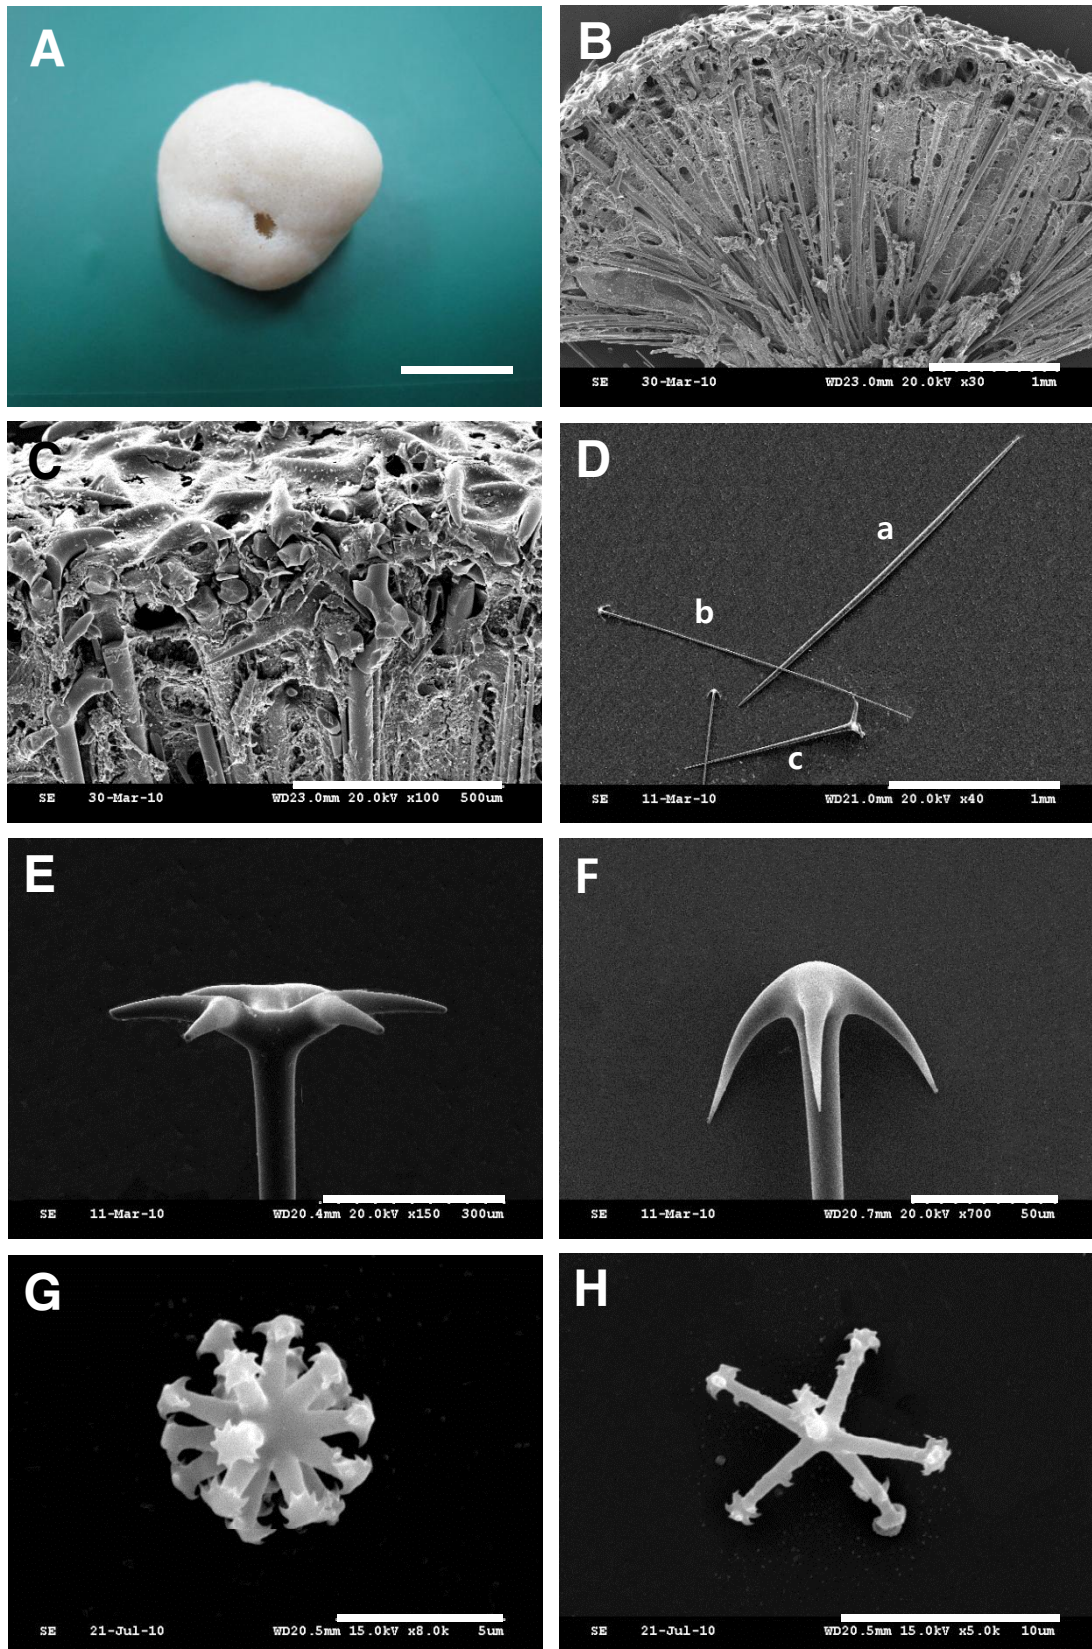 A
B
SE 30-Mar-10 WD23.0mm 20.0kV x30 1mm
C
SE 30-Mar-10 WD23.0mm 20.0kV x100 500um
D
a
b
c
SE 11-Mar-10 WD21.0mm 20.0kV x40 1mm
E
SE 11-Mar-10 WD20.4mm 20.0kV x150 300um
F
SE 11-Mar-10 WD20.7mm 20.0kV x700 50um
G
SE 21-Jul-10 WD20.5mm 15.0kV x8.0k 5um
H
SE 21-Jul-10 WD20.5mm 15.0kV x5.0k 10um